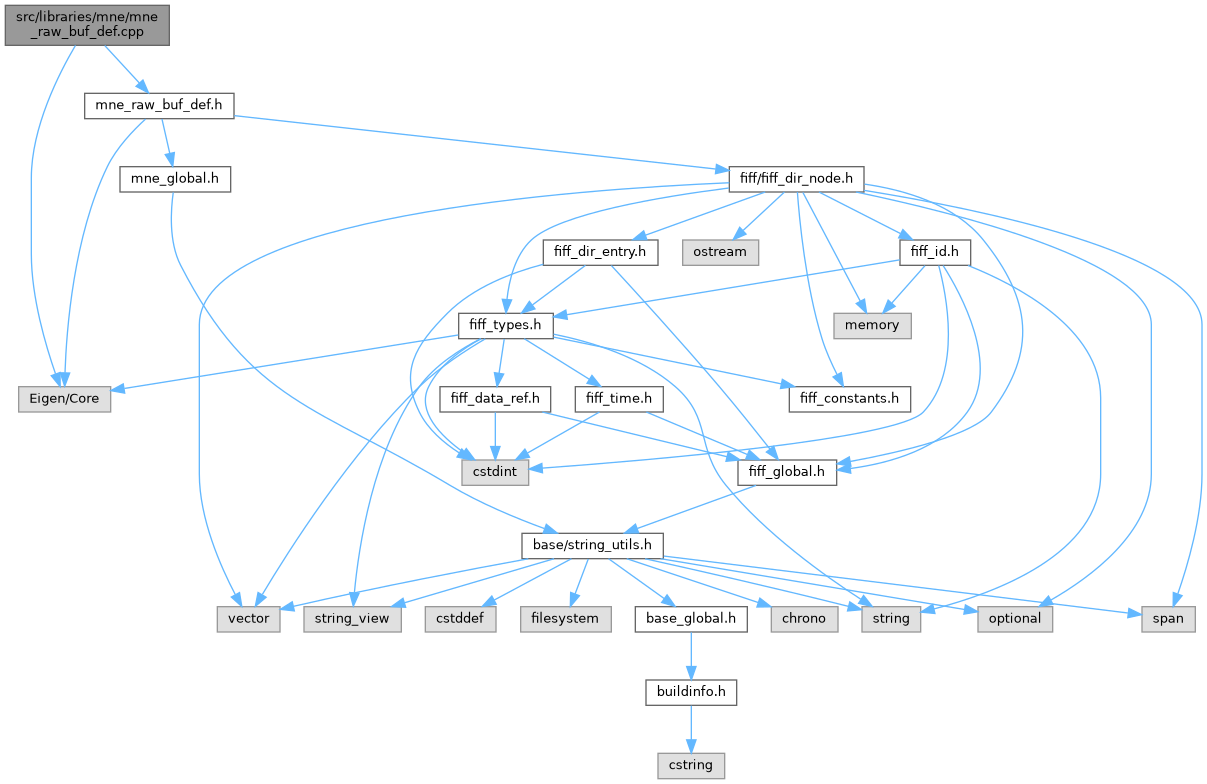 src/libraries/mne/mne
_raw_buf_def.cpp
mne_raw_buf_def.h
mne_global.h
fiff/fiff_dir_node.h
fiff_dir_entry.h
ostream
fiff_id.h
fiff_types.h
memory
Eigen/Core
fiff_data_ref.h
fiff_time.h
fiff_constants.h
cstdint
fiff_global.h
base/string_utils.h
vector
string_view
cstddef
filesystem
base_global.h
chrono
string
optional
span
buildinfo.h
cstring